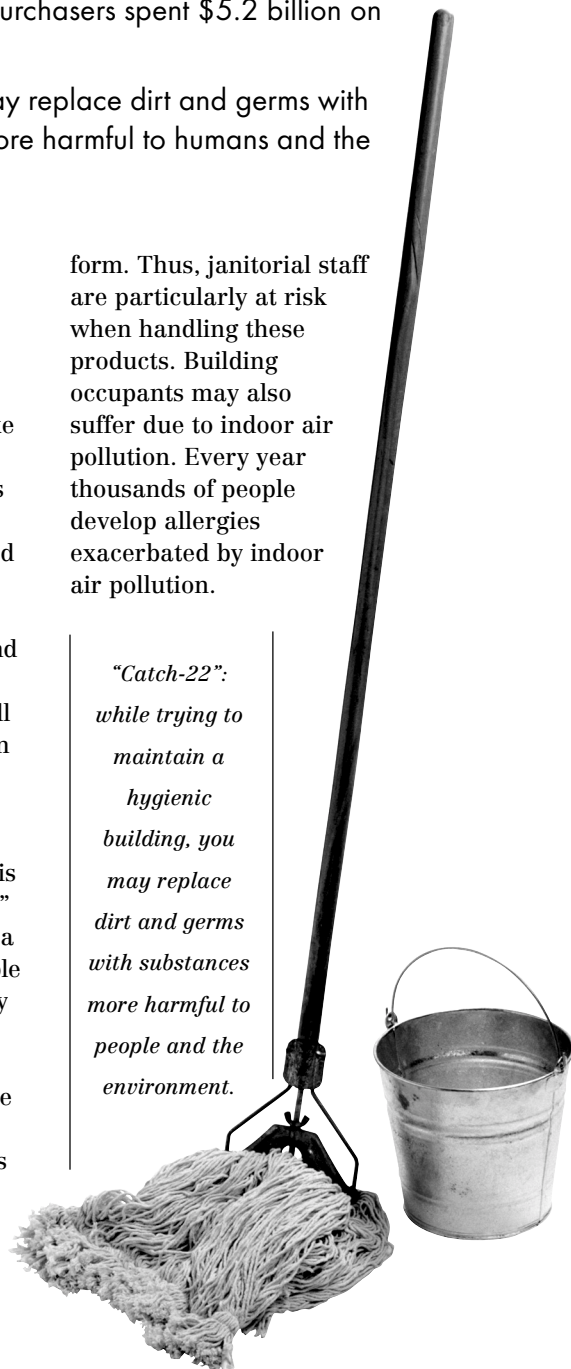 urchasers spent $5.2 billion on
ay replace dirt and germs with
ore harmful to humans and the
form. Thus, janitorial staff
are particularly at risk
when handling these
products. Building
occupants may also
suffer due to indoor air
pollution. Every year
thousands of people
develop allergies
exacerbated by indoor
air pollution.
“Catch-22”:
while trying to
maintain a
hygienic
building, you
may replace
dirt and germs
with substances
more harmful to
people and the
environment.